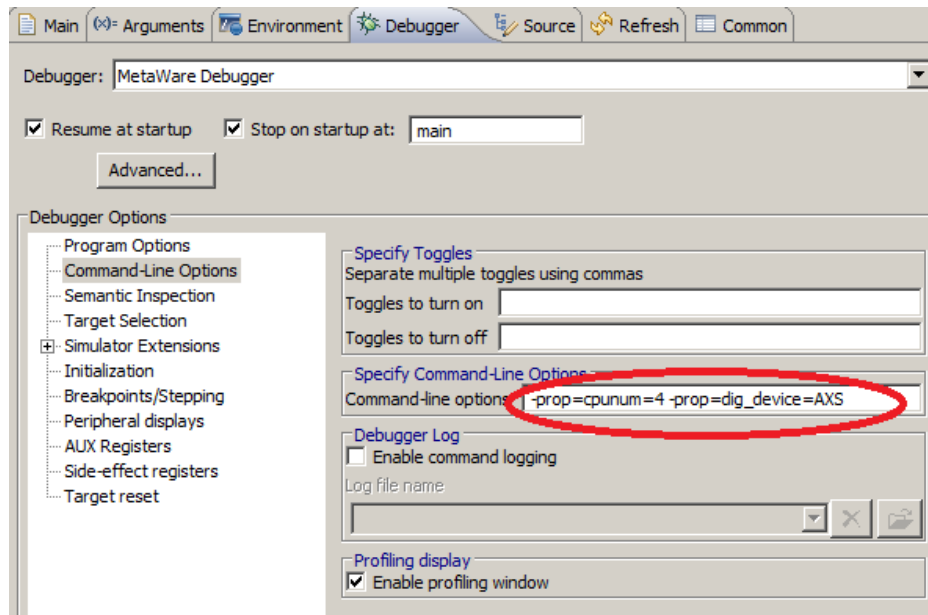 Main (x)= Arguments Environment Debugger Source Refresh Common
Debugger: MetaWare Debugger
Resume at startup Stop on startup at: main
Advanced...
Debugger Options
Program Options
Command-Line Options
Semantic Inspection
Target Selection
Simulator Extensions
Initialization
Breakpoints/Stepping
Peripheral displays
AUX Registers
Side-effect registers
Target reset
Specify Toggles
Separate multiple toggles using commas
Toggles to turn on
Toggles to turn off
Specify Command-Line Options
Command-line options -prop=cpunum=4 -prop=dig_device=AXS
Debugger Log
Enable command logging
Log file name
Profiling display
Enable profiling window